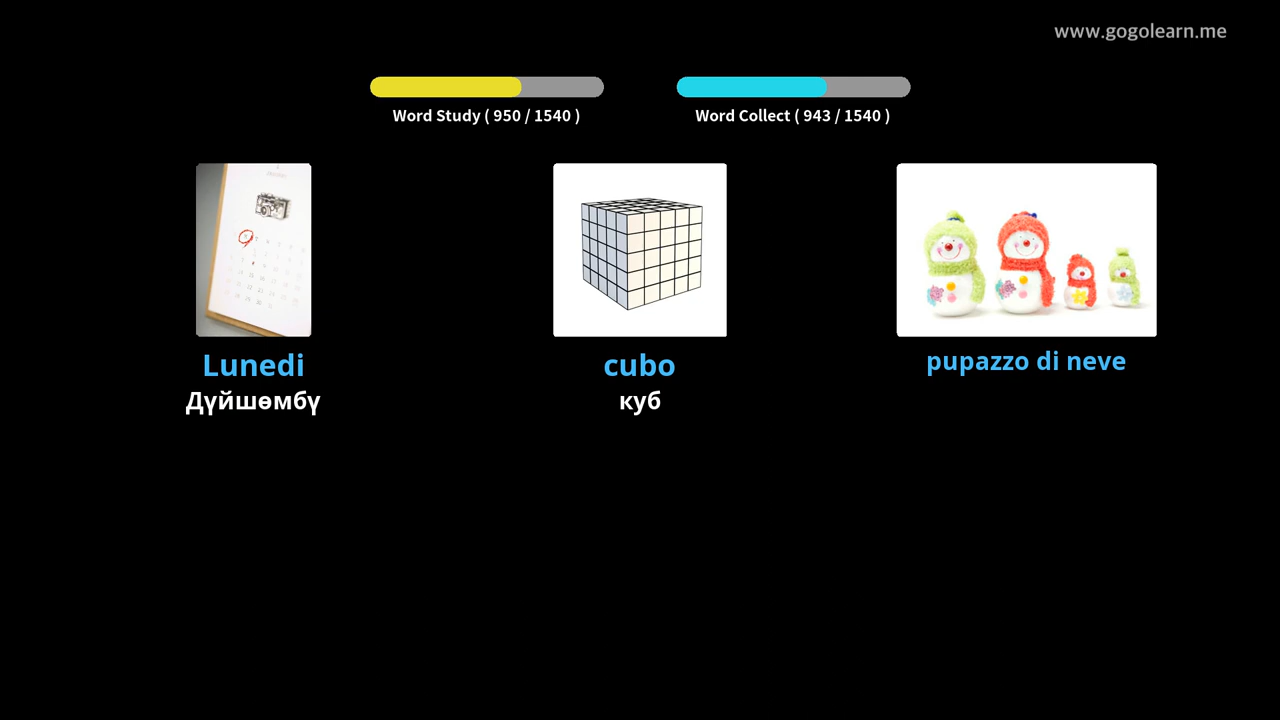 www.gogolearn.me
Word Study ( 950 / 1540 )
Word Collect ( 943 / 1540 )
Lunedi
Дүйшөмбү
cubo
куб
pupazzo di neve